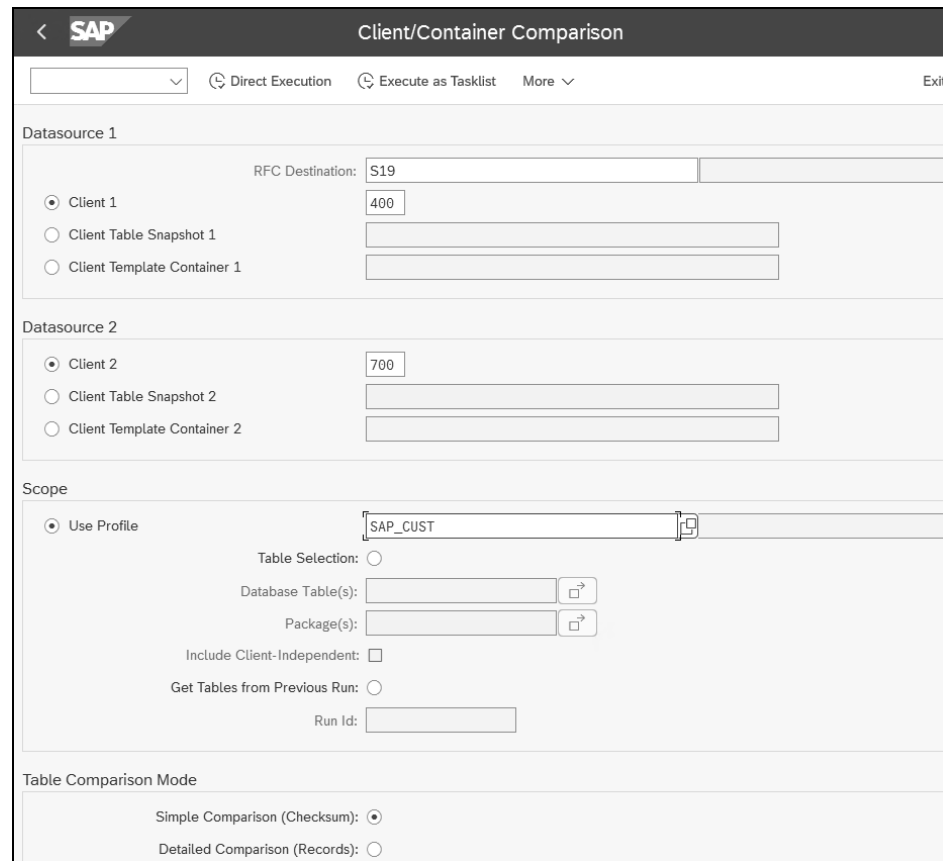 SAP Client/Container Comparison
Direct Execution Execute as Tasklist More Exit
Datasource 1
RFC Destination: S19
Client 1 400
Client Table Snapshot 1
Client Template Container 1
Datasource 2
Client 2 700
Client Table Snapshot 2
Client Template Container 2
Scope
Use Profile SAP_CUST
Table Selection:
Database Table(s):
Package(s):
Include Client-Independent:
Get Tables from Previous Run:
Run Id:
Table Comparison Mode
Simple Comparison (Checksum):
Detailed Comparison (Records):